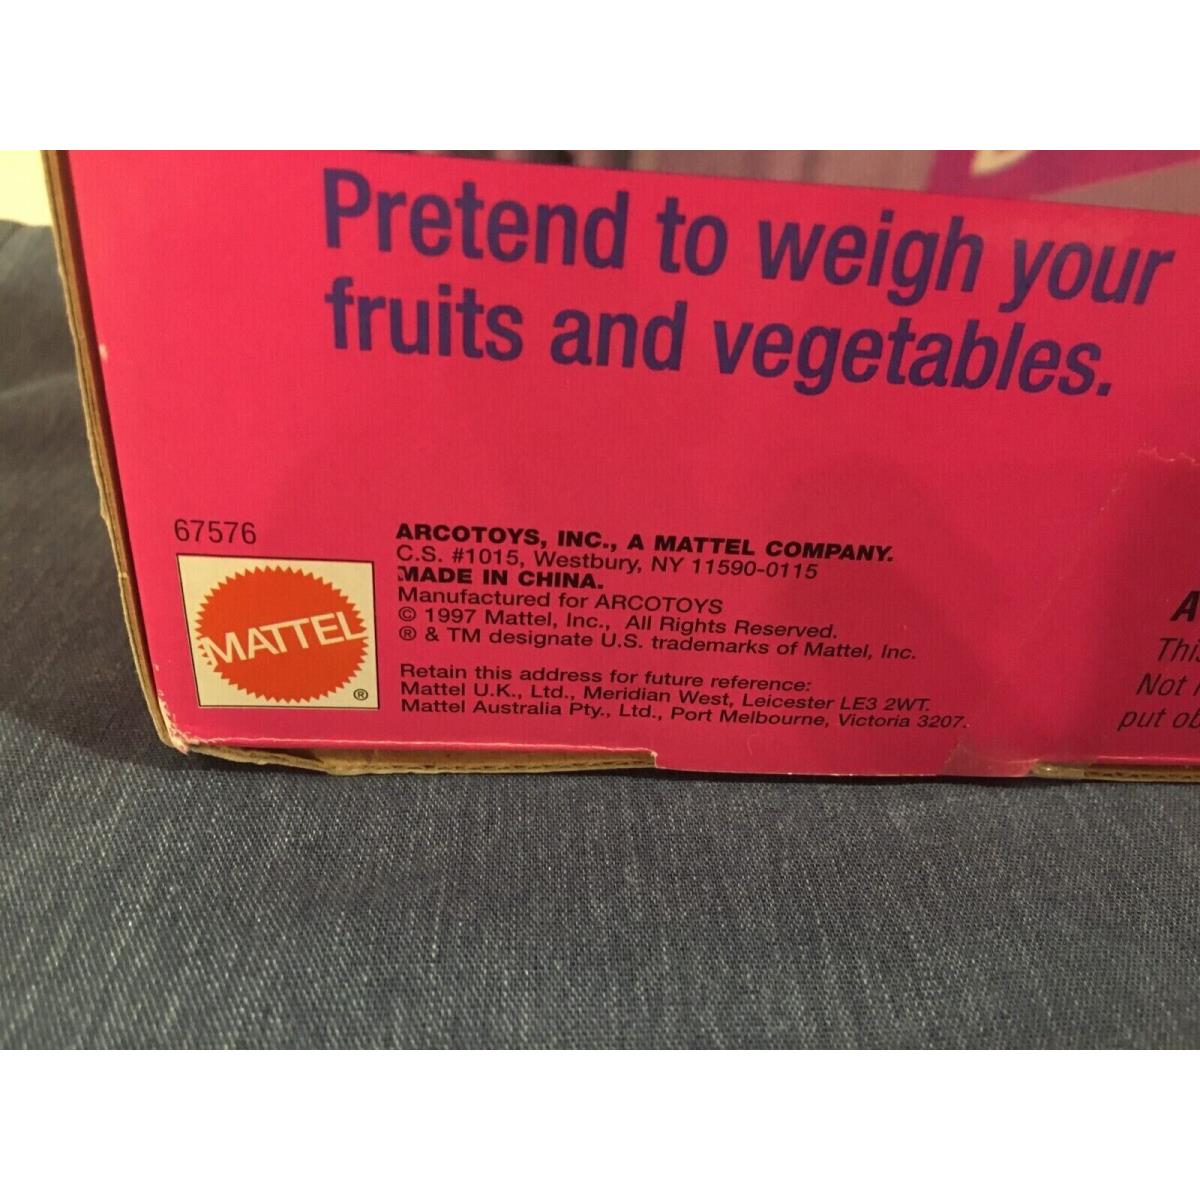 Pretend to weigh your
fruits and vegetables.
67576
MATTEL
®
ARCOTOYS, INC., A MATTEL COMPANY.
C.S. #1015, Westbury, NY 11590-0115
MADE IN CHINA.
Manufactured for ARCOTOYS
© 1997 Mattel, Inc., All Rights Reserved.
® & TM designate U.S. trademarks of Mattel, Inc.
Retain this address for future reference:
Mattel U.K., Ltd., Meridian West, Leicester LE3 2WT.
Mattel Australia Pty., Ltd., Port Melbourne, Victoria 3207.
Not
put